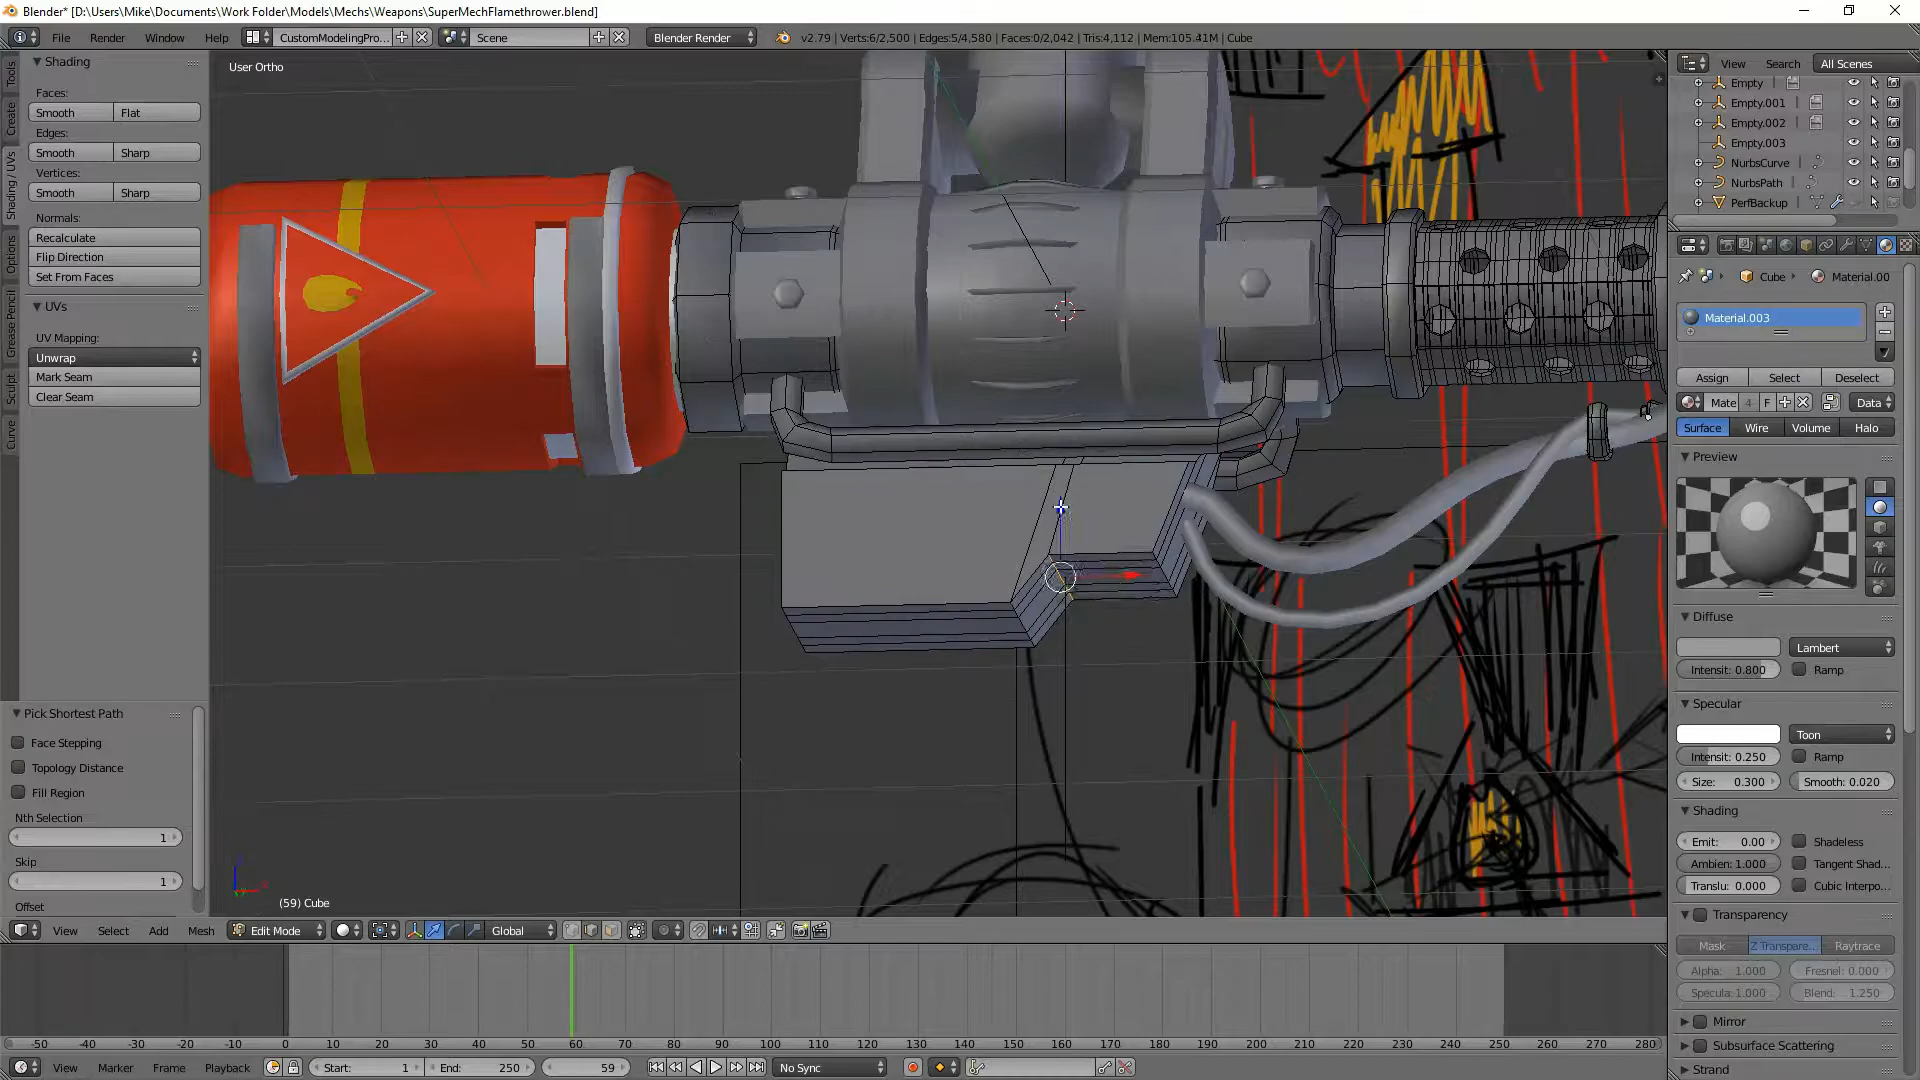 Blender* [D:\Users\Mike\Documents\Work Folder\Models\Mechs\Weapons\SuperMechFlamethrower.blend]
File Render Window Help CustomModelingPro... Scene Blender Render v2.79 | Verts:6/2,500 | Edges:5/4,580 | Faces:0/2,042 | Tris:4,112 | Mem:105.41M | Cube
Tools
Create
Shading / UVs
Options
Grease Pencil
Sculpt
Curve
Shading
Faces:
Smooth Flat
Edges:
Smooth Sharp
Vertices:
Smooth Sharp
Normals:
Recalculate
Flip Direction
Set From Faces
UVs
UV Mapping:
Unwrap
Mark Seam
Clear Seam
Pick Shortest Path
Face Stepping
Topology Distance
Fill Region
Nth Selection
1
Skip
1
Offset
User Ortho
(59) Cube
View Search All Scenes
Empty
Empty.001
Empty.002
Empty.003
NurbsCurve
NurbsPath
PerfBackup
Cube Material.00
Material.003
Assign Select Deselect
Mate 4 F Data
Surface Wire Volume Halo
Preview
Diffuse
Lambert
Intensit: 0.800 Ramp
Specular
Toon
Intensit: 0.250 Ramp
Size: 0.300 Smooth: 0.020
Shading
Emit: 0.00 Shadeless
Ambien: 1.000 Tangent Shad...
Translu: 0.000 Cubic Interpo...
Transparency
Mask Z Transpare... Raytrace
Alpha: 1.000 Fresnel: 0.000
Specula: 1.000 Blend: 1.250
Mirror
Subsurface Scattering
Strand
View Select Add Mesh Edit Mode Global
-50 -40 -30 -20 -10 0 10 20 30 40 50 60 70 80 90 100 110 120 130 140 150 160 170 180 190 200 210 220 230 240 250 260 270 280
View Marker Frame Playback Start: 1 End: 250 59 No Sync